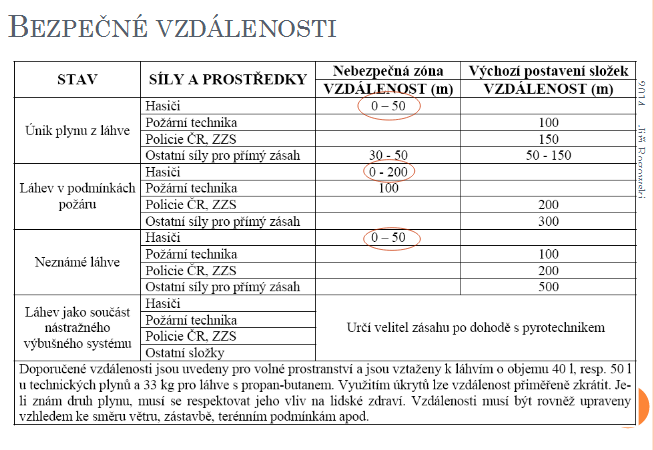 BEZPEČNÉ VZDÁLENOSTI
STAV SÍLY A PROSTŘEDKY Nebezpečná zóna Výchozí postavení složek
VZDÁLENOST (m) VZDÁLENOST (m)
Únik plynu z láhve
Hasiči 0 – 50
Požární technika 100
Policie ČR, ZZS 150
Ostatní síly pro přímý zásah 30 - 50 50 - 150
Láhev v podmínkách
požáru
Hasiči 0 - 200
Požární technika 100
Policie ČR, ZZS 200
Ostatní síly pro přímý zásah 300
Neznámé láhve
Hasiči 0 – 50
Požární technika 100
Policie ČR, ZZS 200
Ostatní síly pro přímý zásah 500
Láhev jako součást
nástražného
výbušného systému
Hasiči
Požární technika
Policie ČR, ZZS
Ostatní složky
Určí velitel zásahu po dohodě s pyrotechnikem
Doporučené vzdálenosti jsou uvedeny pro volné prostranství a jsou vztaženy k láhvím o objemu 40 l, resp. 50 l
u technických plynů a 33 kg pro láhve s propan-butanem. Využitím úkrytů lze vzdálenost přiměřeně zkrátit. Je-
li znám druh plynu, musí se respektovat jeho vliv na lidské zdraví. Vzdálenosti musí být rovněž upraveny
vzhledem ke směru větru, zástavbě, terénním podmínkám apod.